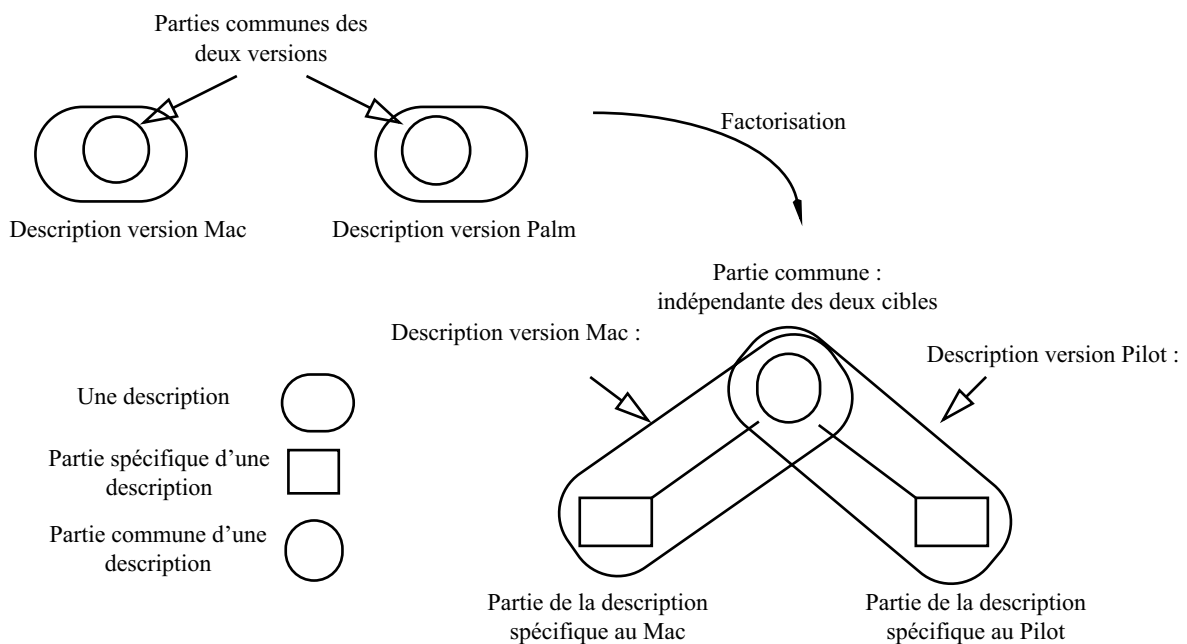 Parties communes des
deux versions
Factorisation
Description version Mac
Description version Palm
Partie commune :
indépendante des deux cibles
Description version Mac :
Description version Pilot :
Une description
Partie spécifique d’une
description
Partie commune d’une
description
Partie de la description
spécifique au Mac
Partie de la description
spécifique au Pilot